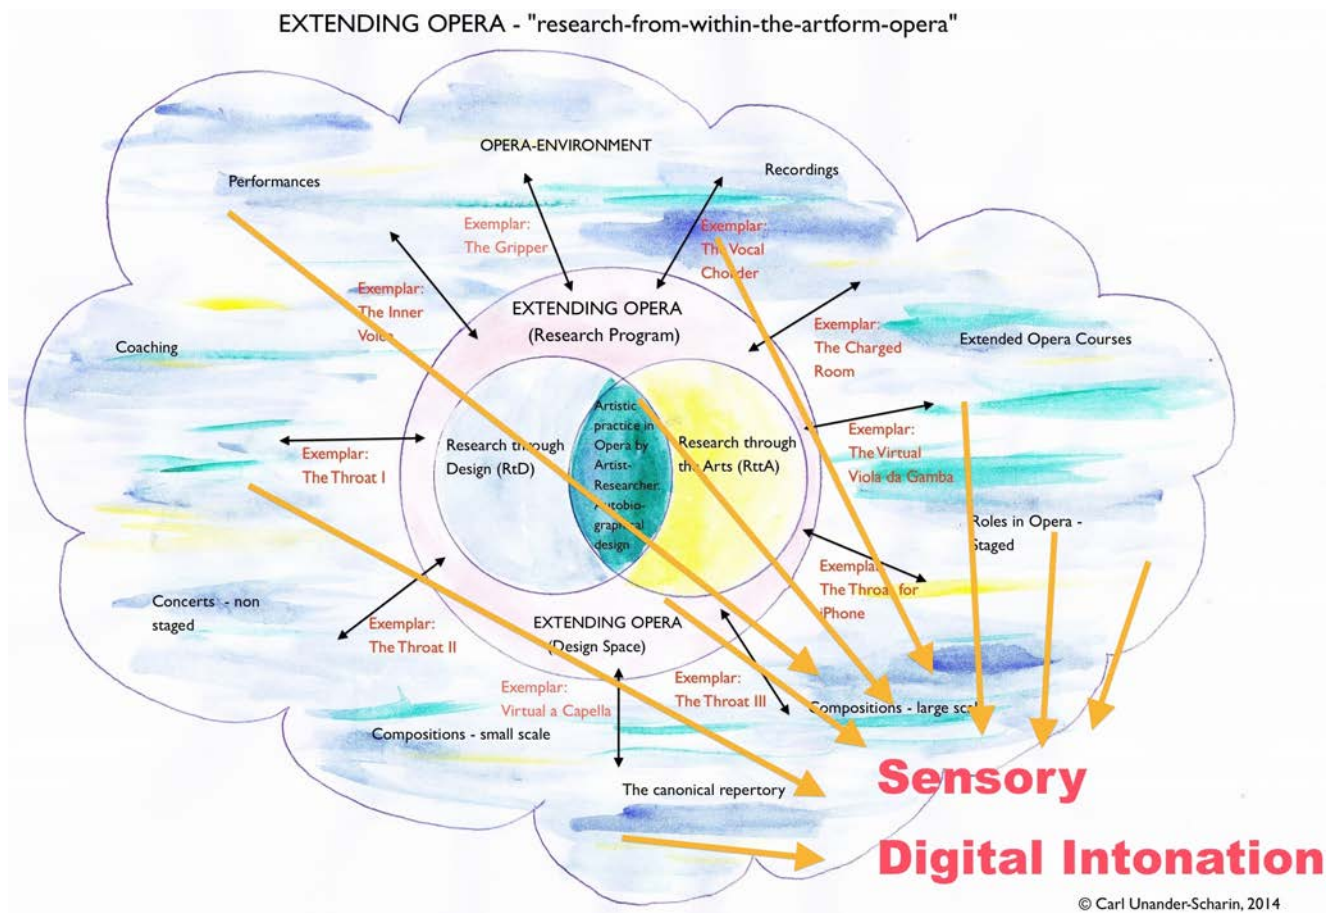 EXTENDING OPERA - "research-from-within-the-artform-opera"
OPERA-ENVIRONMENT
Performances
Recordings
Exemplar:
The Gripper
Exemplar:
The Vocal
Chorder
Exemplar:
The Inner
Voice
EXTENDING OPERA
(Research Program)
Exemplar:
The Charged
Room
Coaching
Extended Opera Courses
Artistic
practice in
Opera by
Artist-
Researcher.
Autobio-
graphical
design
Research through
Design (RtD)
Research through
the Arts (RttA)
Exemplar:
The Throat I
Exemplar:
The Virtual
Viola da Gamba
Roles in Opera -
Staged
Exemplar:
The Throat for
iPhone
Concerts - non
staged
Exemplar:
The Throat II
EXTENDING OPERA
(Design Space)
Exemplar:
Virtual a Capella
Exemplar:
The Throat III
Compositions - large scale
Compositions - small scale
The canonical repertory
Sensory
Digital Intonation
© Carl Unander-Scharin, 2014